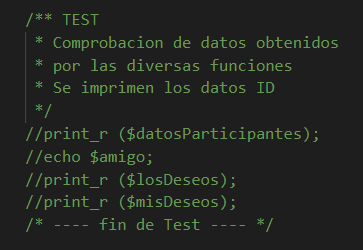 /** TEST
* Comprobacion de datos obtenidos
* por las diversas funciones
* Se imprimen los datos ID
*/
//print_r ($datosParticipantes);
//echo $amigo;
//print_r ($losDeseos);
//print_r ($misDeseos);
/* ---- fin de Test ---- */